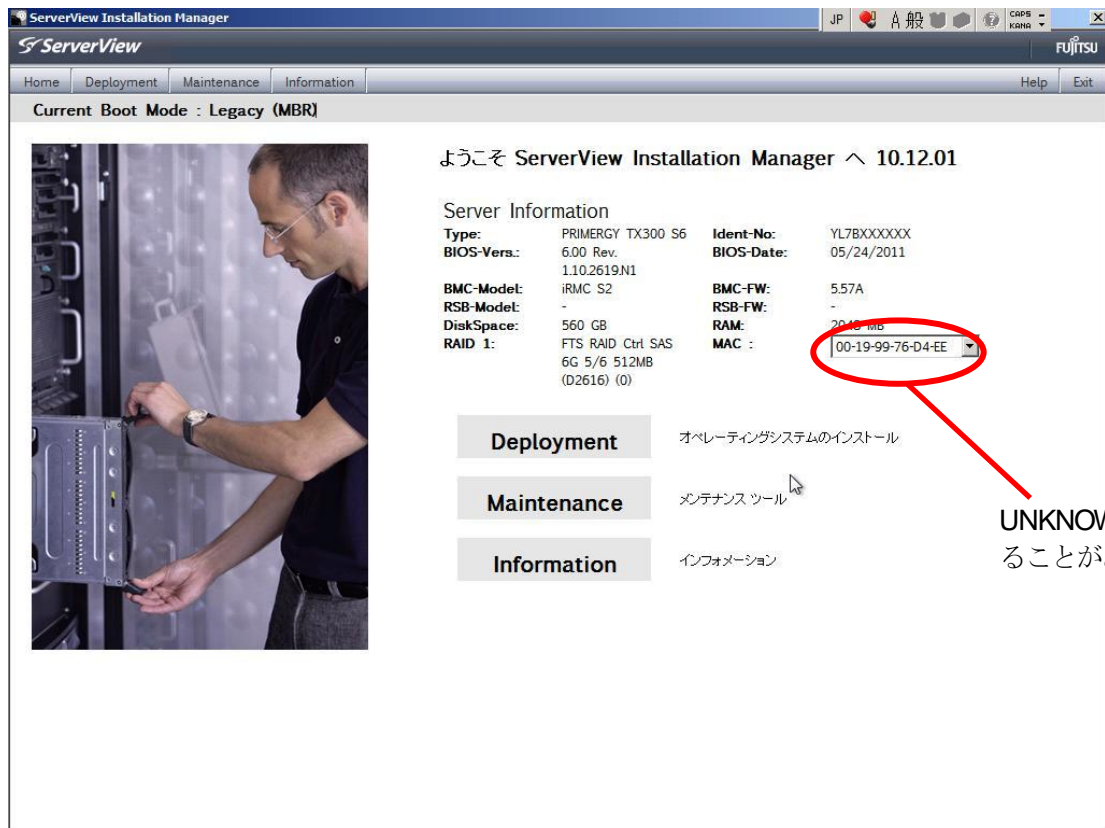 ServerView Installation Manager
JP A 般 CAPS KANA
ServerView FUJITSU
Home Deployment Maintenance Information Help Exit
Current Boot Mode : Legacy (MBR)
ようこそ ServerView Installation Manager へ 10.12.01
Server Information
Type: PRIMERGY TX300 S6 Ident-No: YL7BXXXXXX
BIOS-Vers.: 6.00 Rev. BIOS-Date: 05/24/2011
1.10.2619.N1
BMC-Model: iRMC S2 BMC-FW: 5.57A
RSB-Model: - RSB-FW: -
DiskSpace: 560 GB RAM: 2048 MB
RAID 1: FTS RAID Ctrl SAS MAC : 00-19-99-76-D4-EE
6G 5/6 512MB
(D2616) (0)
Deployment オペレーティングシステムのインストール
Maintenance メンテナンス ツール
Information インフォメーション
UNKNOW
ることが